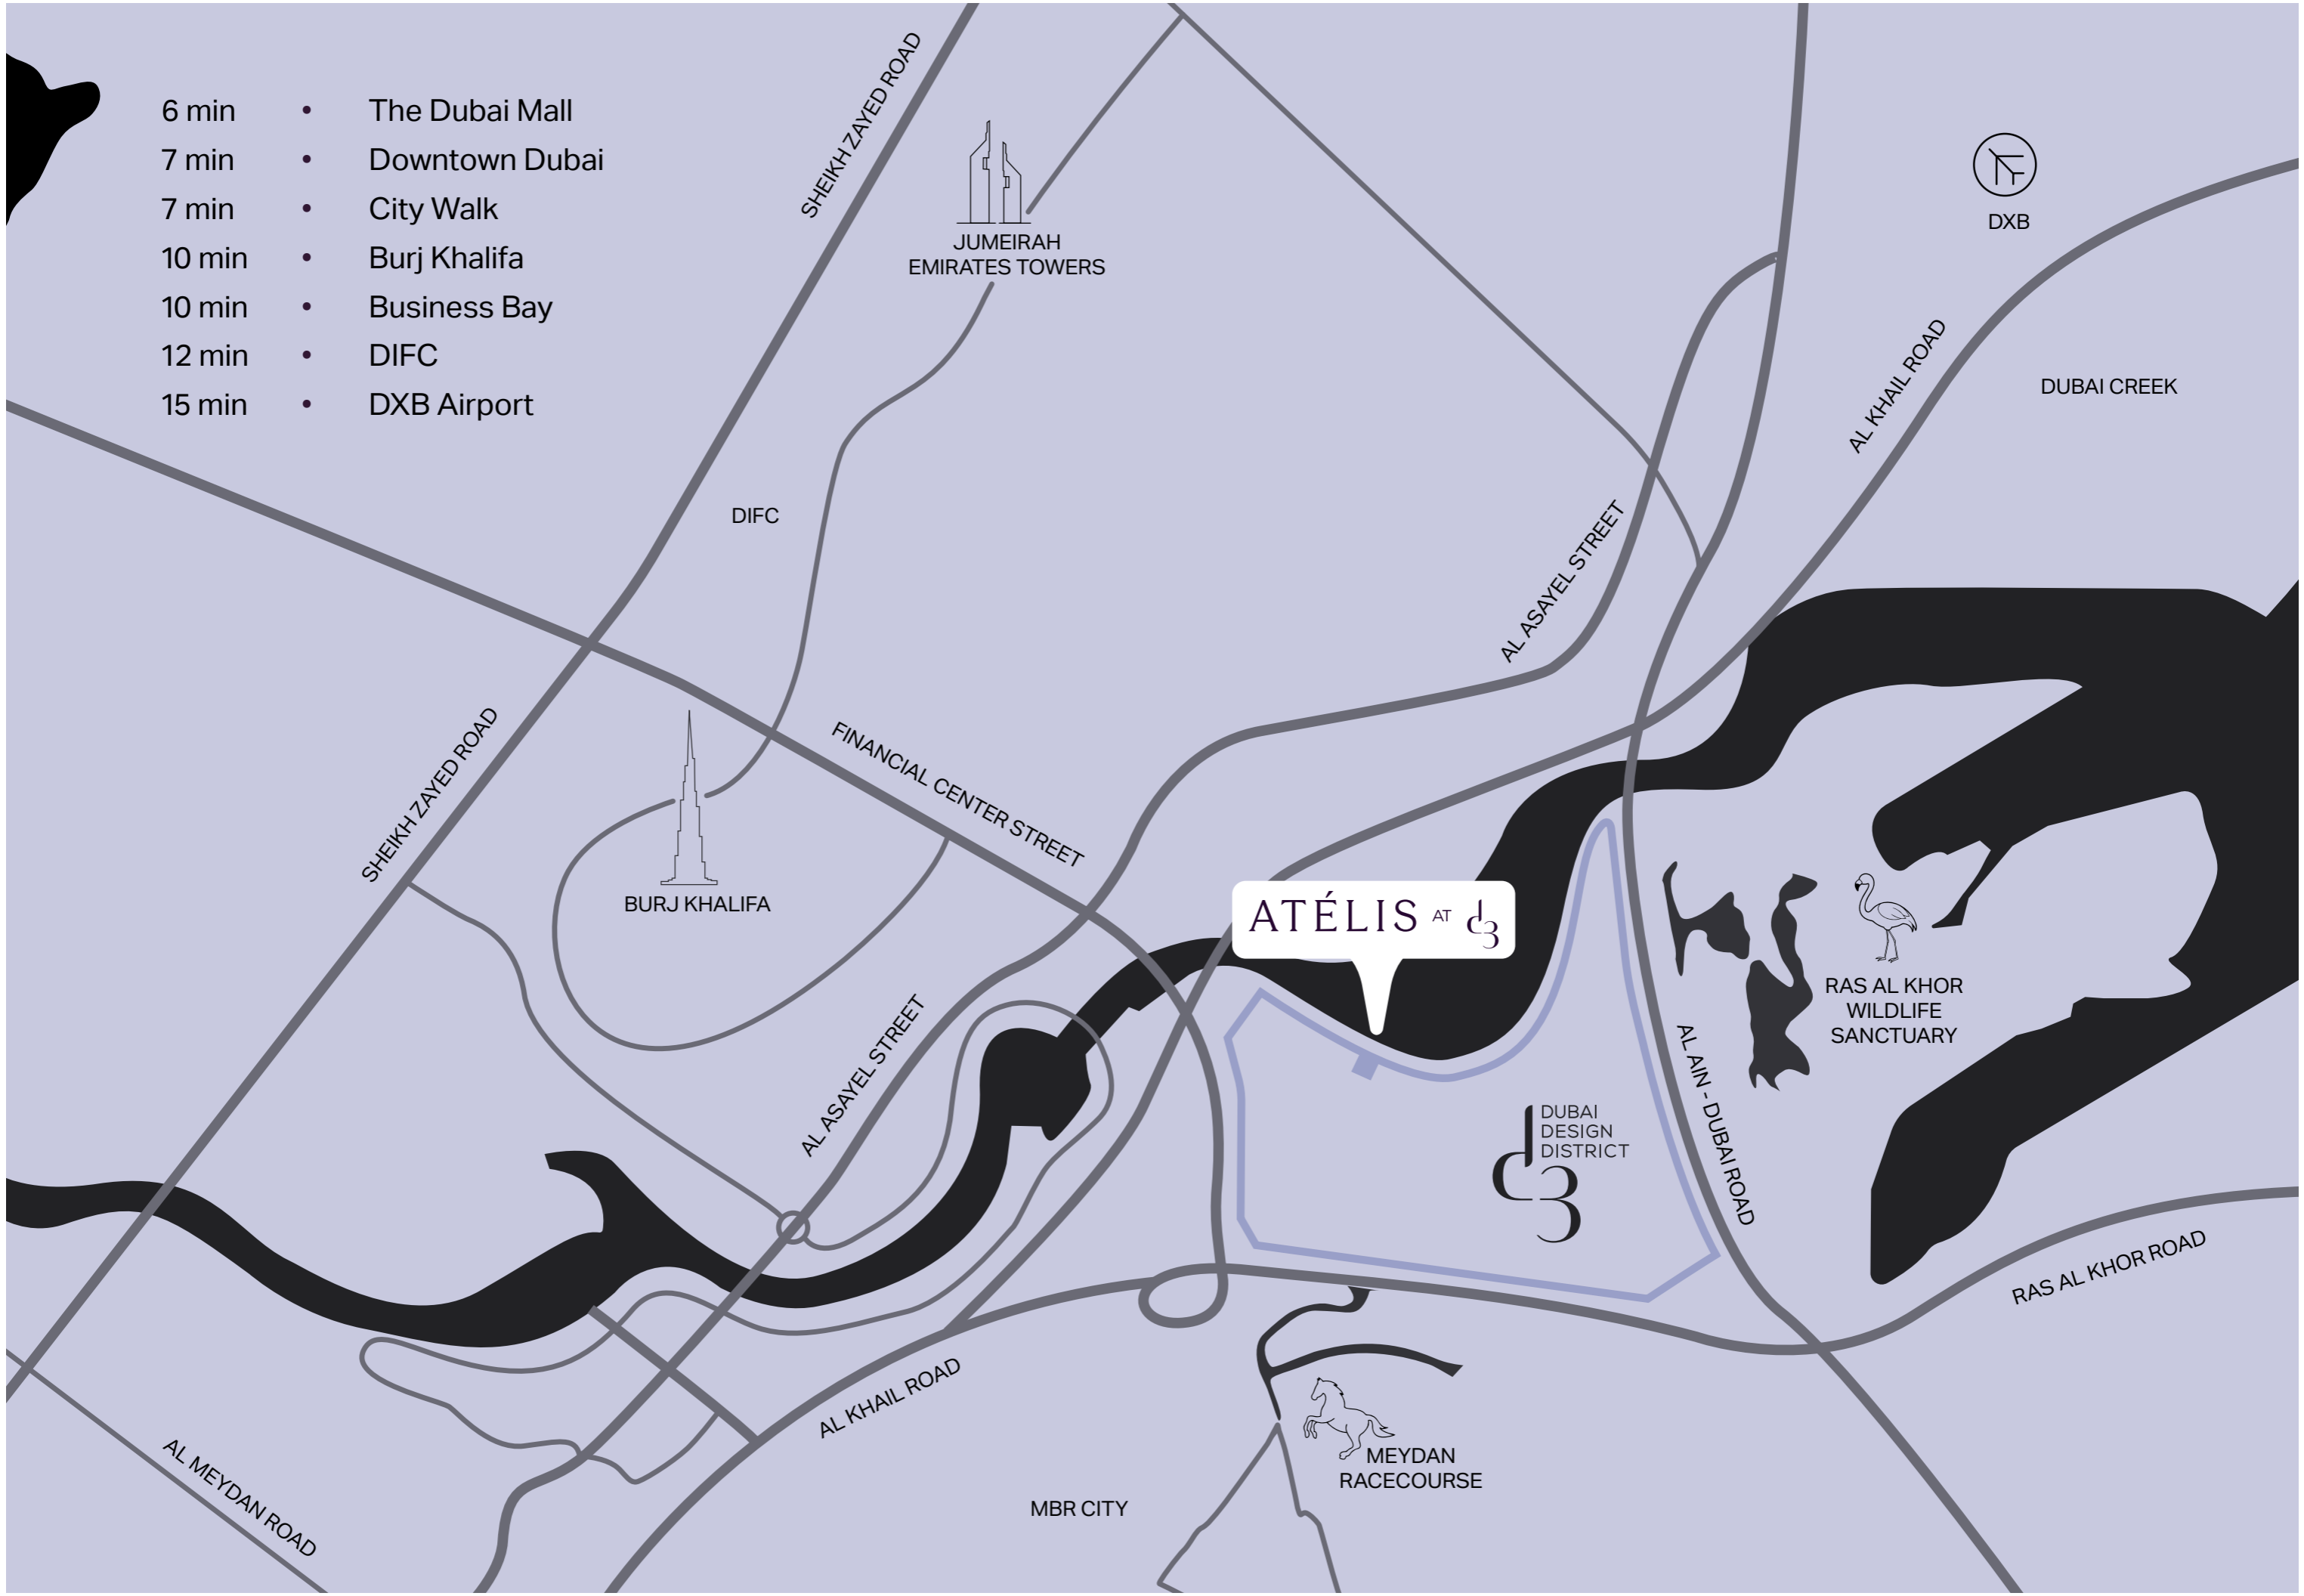 6 min • The Dubai Mall
7 min • Downtown Dubai
7 min • City Walk
10 min • Burj Khalifa
10 min • Business Bay
12 min • DIFC
15 min • DXB Airport
SHEIKH ZAYED ROAD
JUMEIRAH
EMIRATES TOWERS
DXB
AL KHAIL ROAD
DUBAI CREEK
DIFC
AL ASAYEL STREET
SHEIKH ZAYED ROAD
FINANCIAL CENTER STREET
BURJ KHALIFA
ATÉLIS AT d3
RAS AL KHOR
WILDLIFE
SANCTUARY
AL ASAYEL STREET
AL AIN - DUBAI ROAD
DUBAI
DESIGN
DISTRICT
d3
RAS AL KHOR ROAD
AL KHAIL ROAD
AL MEYDAN ROAD
MEYDAN
RACECOURSE
MBR CITY